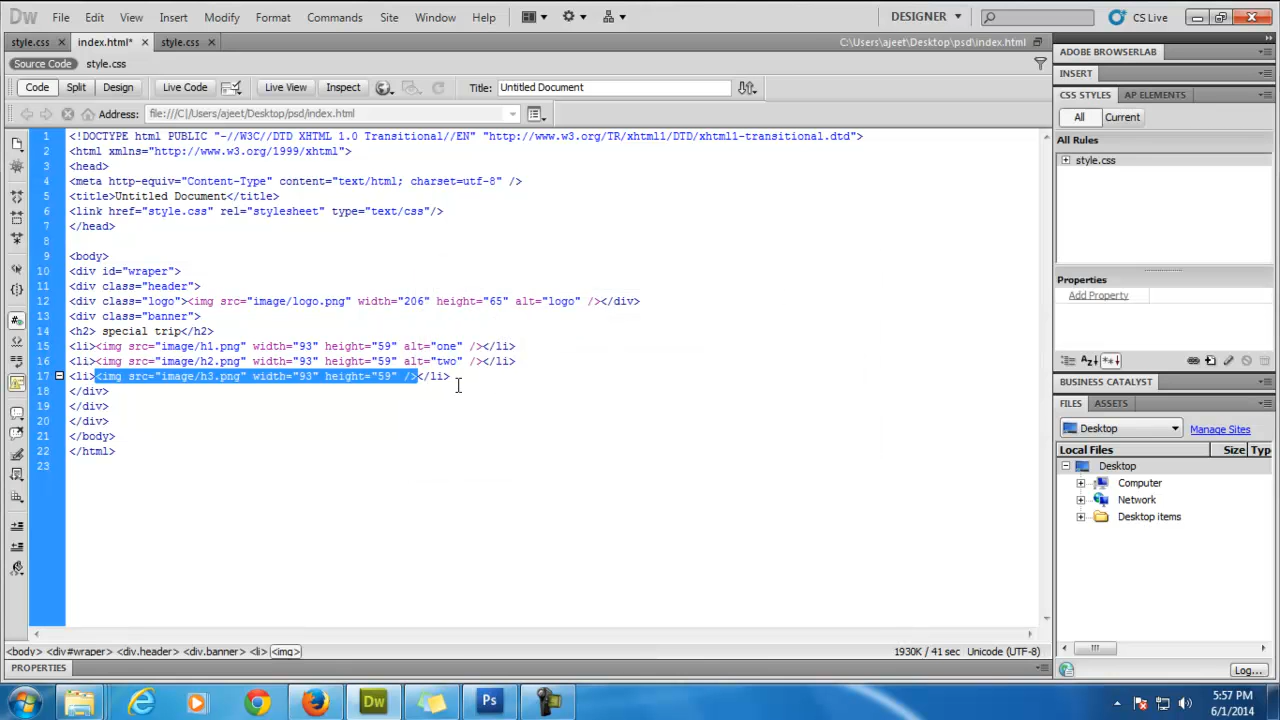 Dw File Edit View Insert Modify Format Commands Site Window Help DESIGNER CS Live
style.css index.html* style.css C:\Users\ajeet\Desktop\psd\index.html
Source Code style.css
Code Split Design Live Code Live View Inspect Title: Untitled Document
Address: file:///C|/Users/ajeet/Desktop/psd/index.html
1 <!DOCTYPE html PUBLIC "-//W3C//DTD XHTML 1.0 Transitional//EN" "http://www.w3.org/TR/xhtml1/DTD/xhtml1-transitional.dtd">
2 <html xmlns="http://www.w3.org/1999/xhtml">
3 <head>
4 <meta http-equiv="Content-Type" content="text/html; charset=utf-8" />
5 <title>Untitled Document</title>
6 <link href="style.css" rel="stylesheet" type="text/css"/>
7 </head>
8
9 <body>
10 <div id="wraper">
11 <div class="header">
12 <div class="logo"><img src="image/logo.png" width="206" height="65" alt="logo" /></div>
13 <div class="banner">
14 <h2> special trip</h2>
15 <li><img src="image/h1.png" width="93" height="59" alt="one" /></li>
16 <li><img src="image/h2.png" width="93" height="59" alt="two" /></li>
17 <li><img src="image/h3.png" width="93" height="59" /></li>
18 </div>
19 </div>
20 </div>
21 </body>
22 </html>
23
<body> <div#wraper> <div.header> <div.banner> <li> <img> 1930K / 41 sec Unicode (UTF-8)
PROPERTIES
ADOBE BROWSERLAB
INSERT
CSS STYLES AP ELEMENTS
All Current
All Rules
style.css
Properties
Add Property
BUSINESS CATALYST
FILES ASSETS
Desktop Manage Sites
Local Files Size Typ
Desktop
Computer
Network
Desktop items
Log...
Dw Ps
5:57 PM
6/1/2014